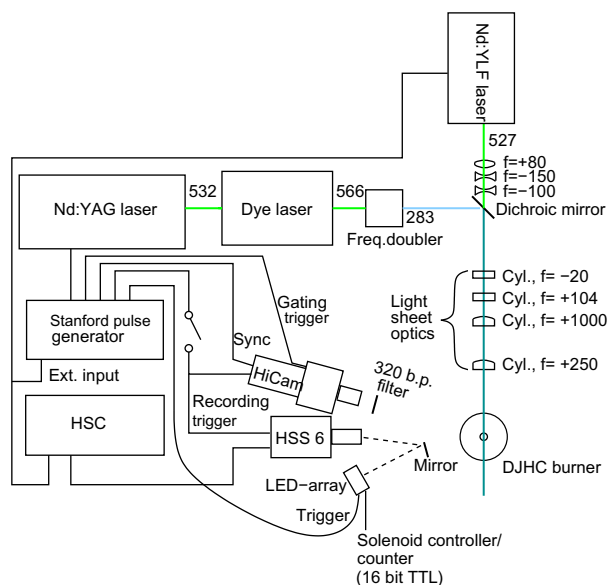 Nd:YLF laser
527
f=+80
f=−150
f=−100
Dichroic mirror
Nd:YAG laser
532
Dye laser
566
Freq.doubler
283
Light
sheet
optics
Cyl., f= −20
Cyl., f= +104
Cyl., f= +1000
Cyl., f= +250
Stanford pulse
generator
Gating
trigger
Sync
HiCam
320 b.p.
filter
Ext. input
Recording
trigger
HSC
HSS 6
Mirror
DJHC burner
LED−array
Trigger
Solenoid controller/
counter
(16 bit TTL)